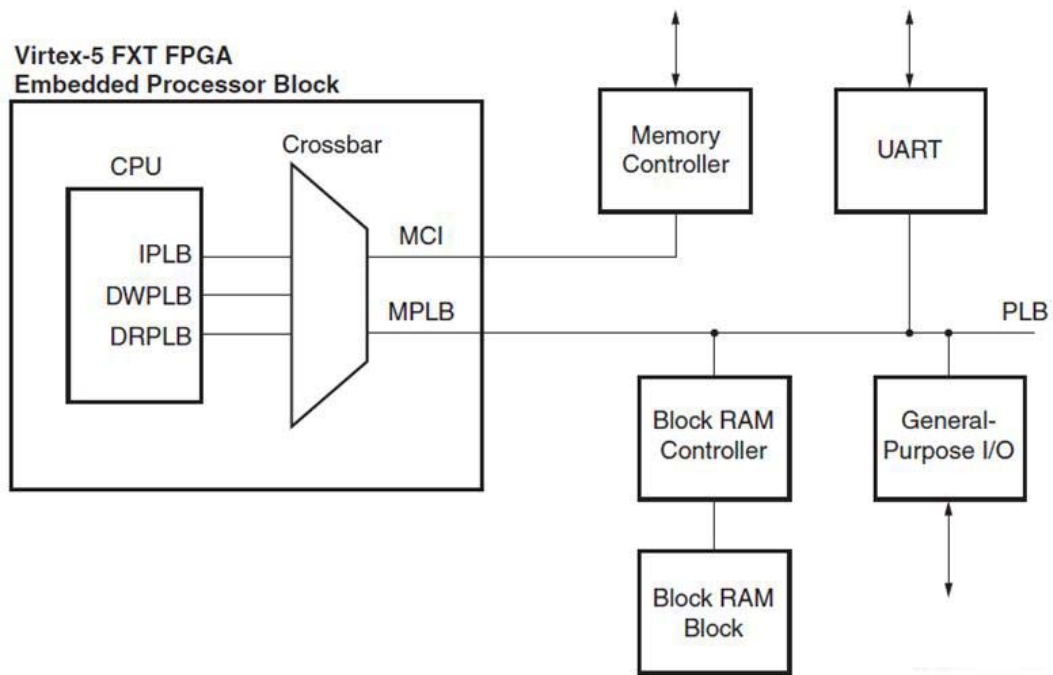 Virtex-5 FXT FPGA
Embedded Processor Block
CPU
Crossbar
IPLB
DWPLB
DRPLB
MCI
MPLB
Memory
Controller
UART
PLB
Block RAM
Controller
General-
Purpose I/O
Block RAM
Block